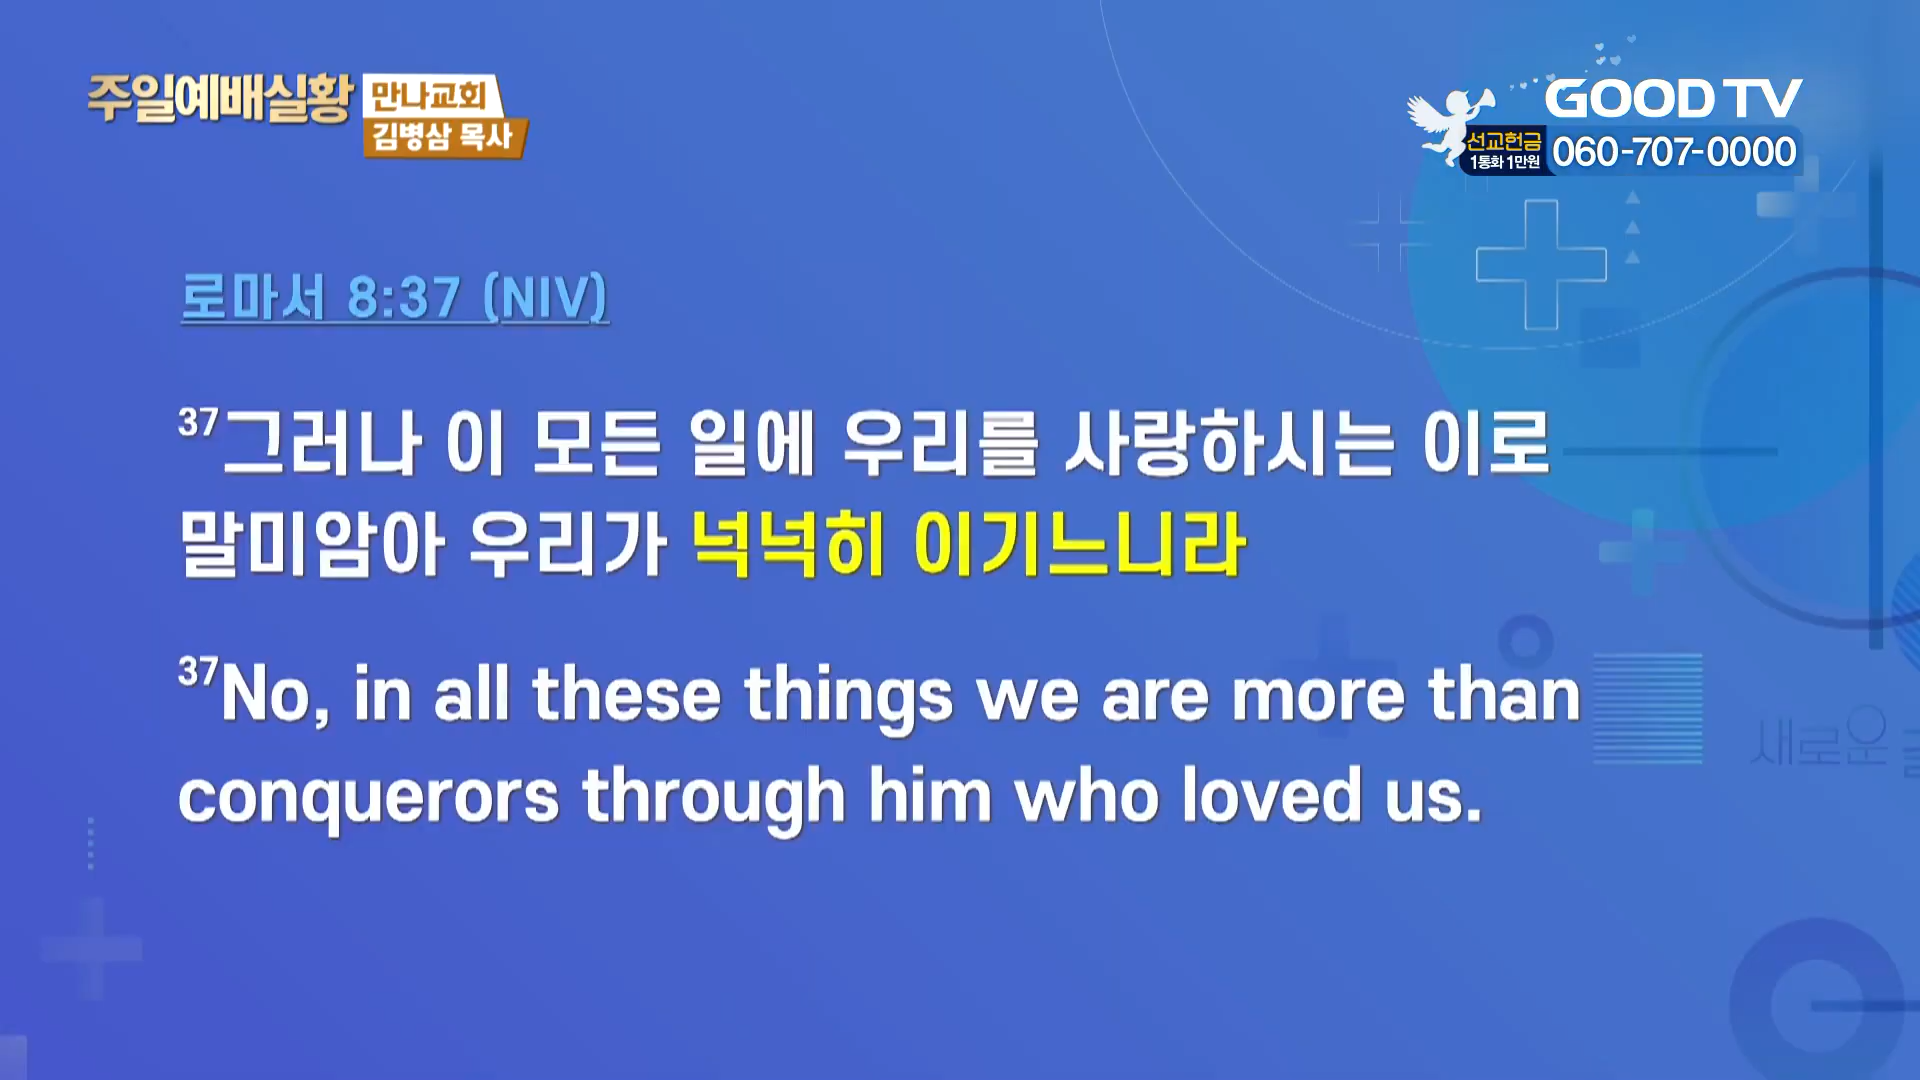 주일예배실황
만나교회
김병삼 목사
GOOD TV
선교헌금
1통화 1만원
060-707-0000
로마서 8:37 (NIV)
37그러나 이 모든 일에 우리를 사랑하시는 이로
말미암아 우리가 넉넉히 이기느니라
37No, in all these things we are more than
conquerors through him who loved us.
새로운